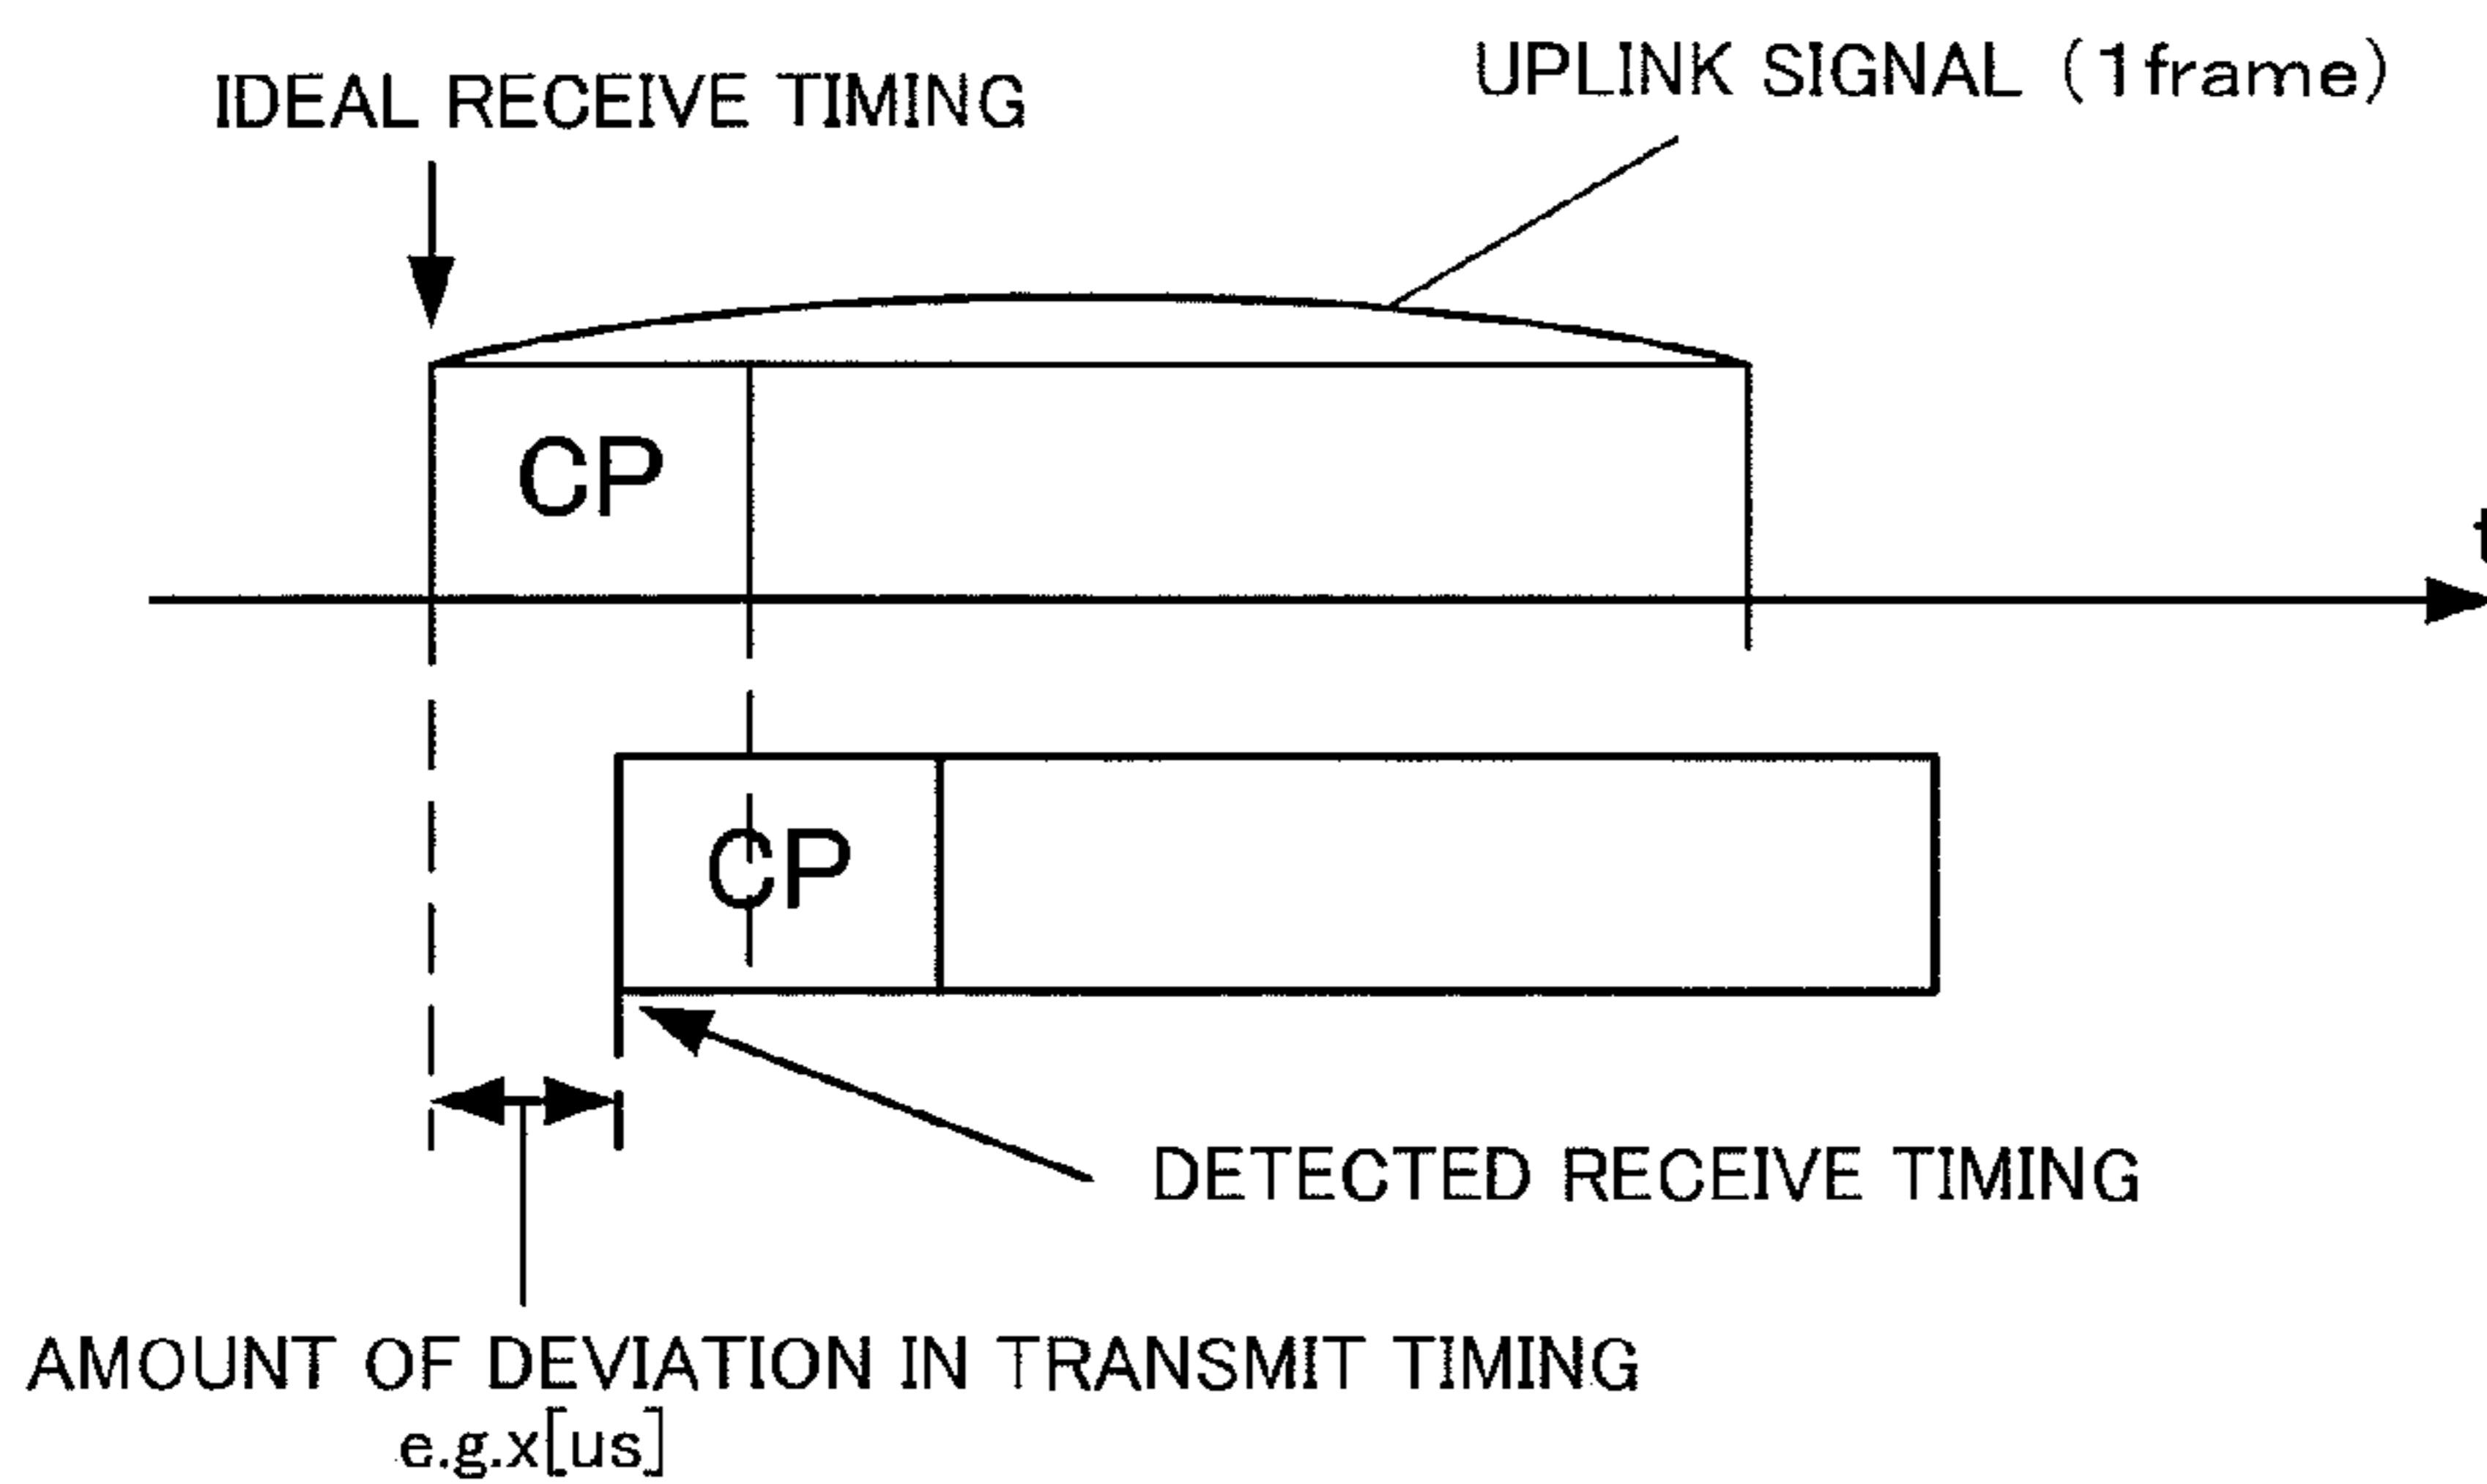 UPLINK SIGNAL (1frame)
IDEAL RECEIVE TIMING
CP
t
CP
DETECTED RECEIVE TIMING
AMOUNT OF DEVIATION IN TRANSMIT TIMING
e.g.x[us]